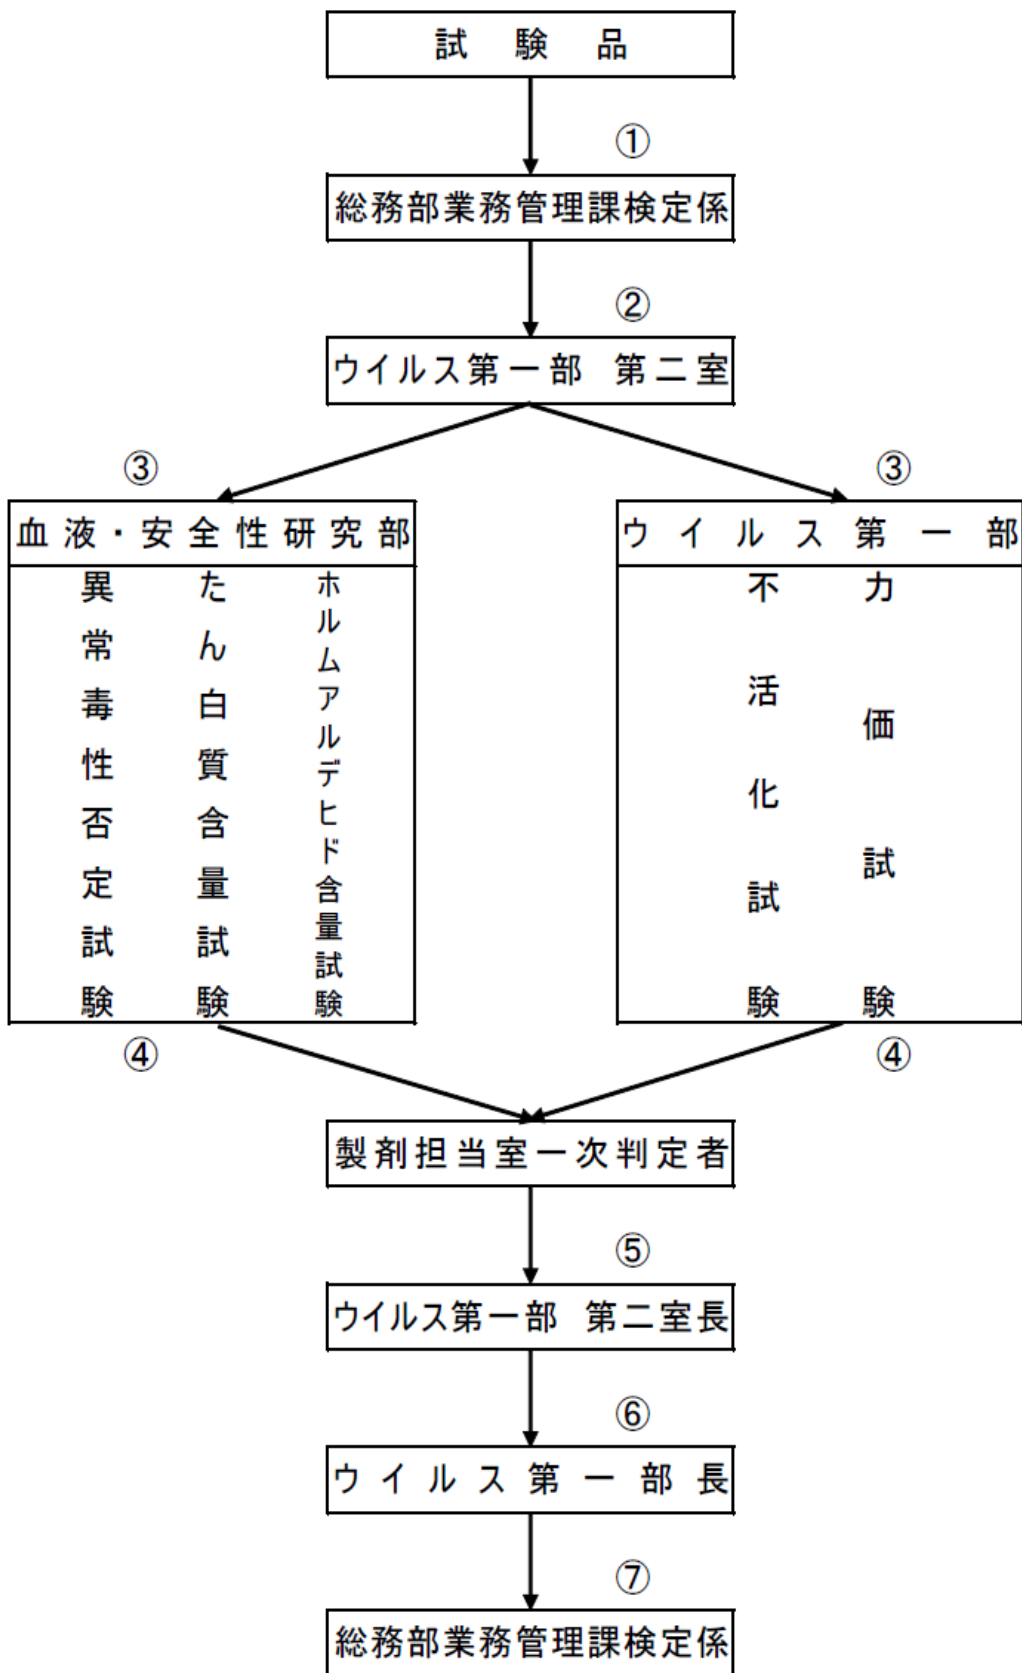 試験品
①
総務部業務管理課検定係
②
ウイルス第一部 第二室
③
血液・安全性研究部
異常毒性否定試験
たん白質含量試験
ホルムアルデヒド含量試験
④
③
ウイルス第一部
不活化試験
力価試験
④
製剤担当室一次判定者
⑤
ウイルス第一部 第二室長
⑥
ウイルス第一部長
⑦
総務部業務管理課検定係